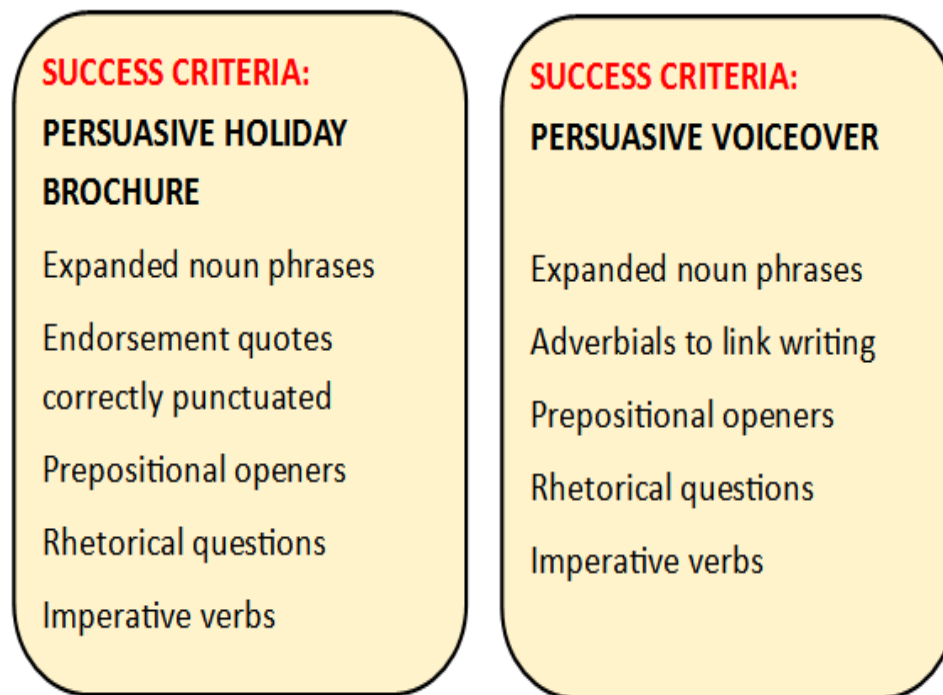 SUCCESS CRITERIA:
PERSUASIVE HOLIDAY
BROCHURE
Expanded noun phrases
Endorsement quotes
correctly punctuated
Prepositional openers
Rhetorical questions
Imperative verbs
SUCCESS CRITERIA:
PERSUASIVE VOICEOVER
Expanded noun phrases
Adverbials to link writing
Prepositional openers
Rhetorical questions
Imperative verbs